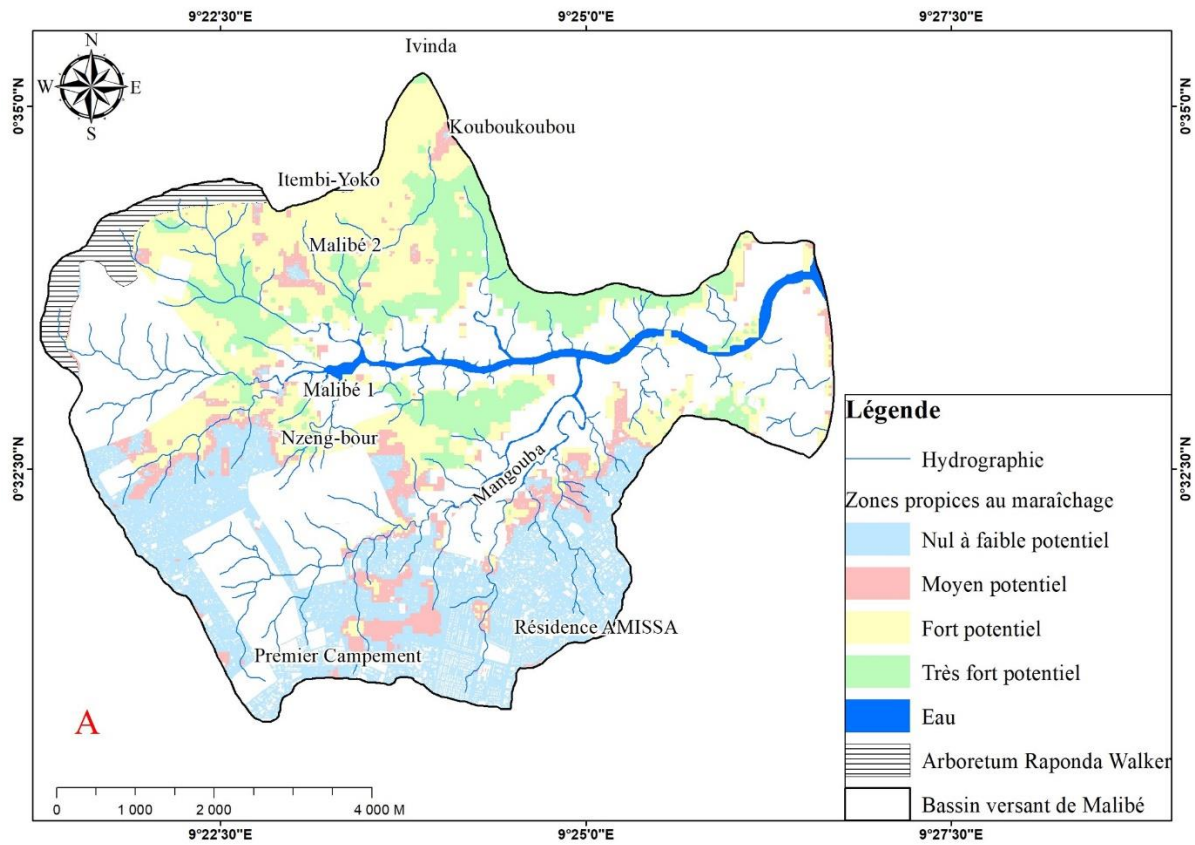 9°22'30"E 9°25'0"E 9°27'30"E
Ivinda
N
W E
S
0°35'0"N 0°35'0"N
Kouboukoubou
Itembi-Yoko
Malibé 2
Malibé 1
Légende
Nzeng-bour
Hydrographie
Mangouba
0°32'30"N 0°32'30"N
Zones propices au maraîchage
Nul à faible potentiel
Moyen potentiel
Résidence AMISSA
Fort potentiel
Premier Campement
Très fort potentiel
A
Eau
Arboretum Raponda Walker
0 1 000 2 000 4 000 M
Bassin versant de Malibé
9°22'30"E 9°25'0"E 9°27'30"E